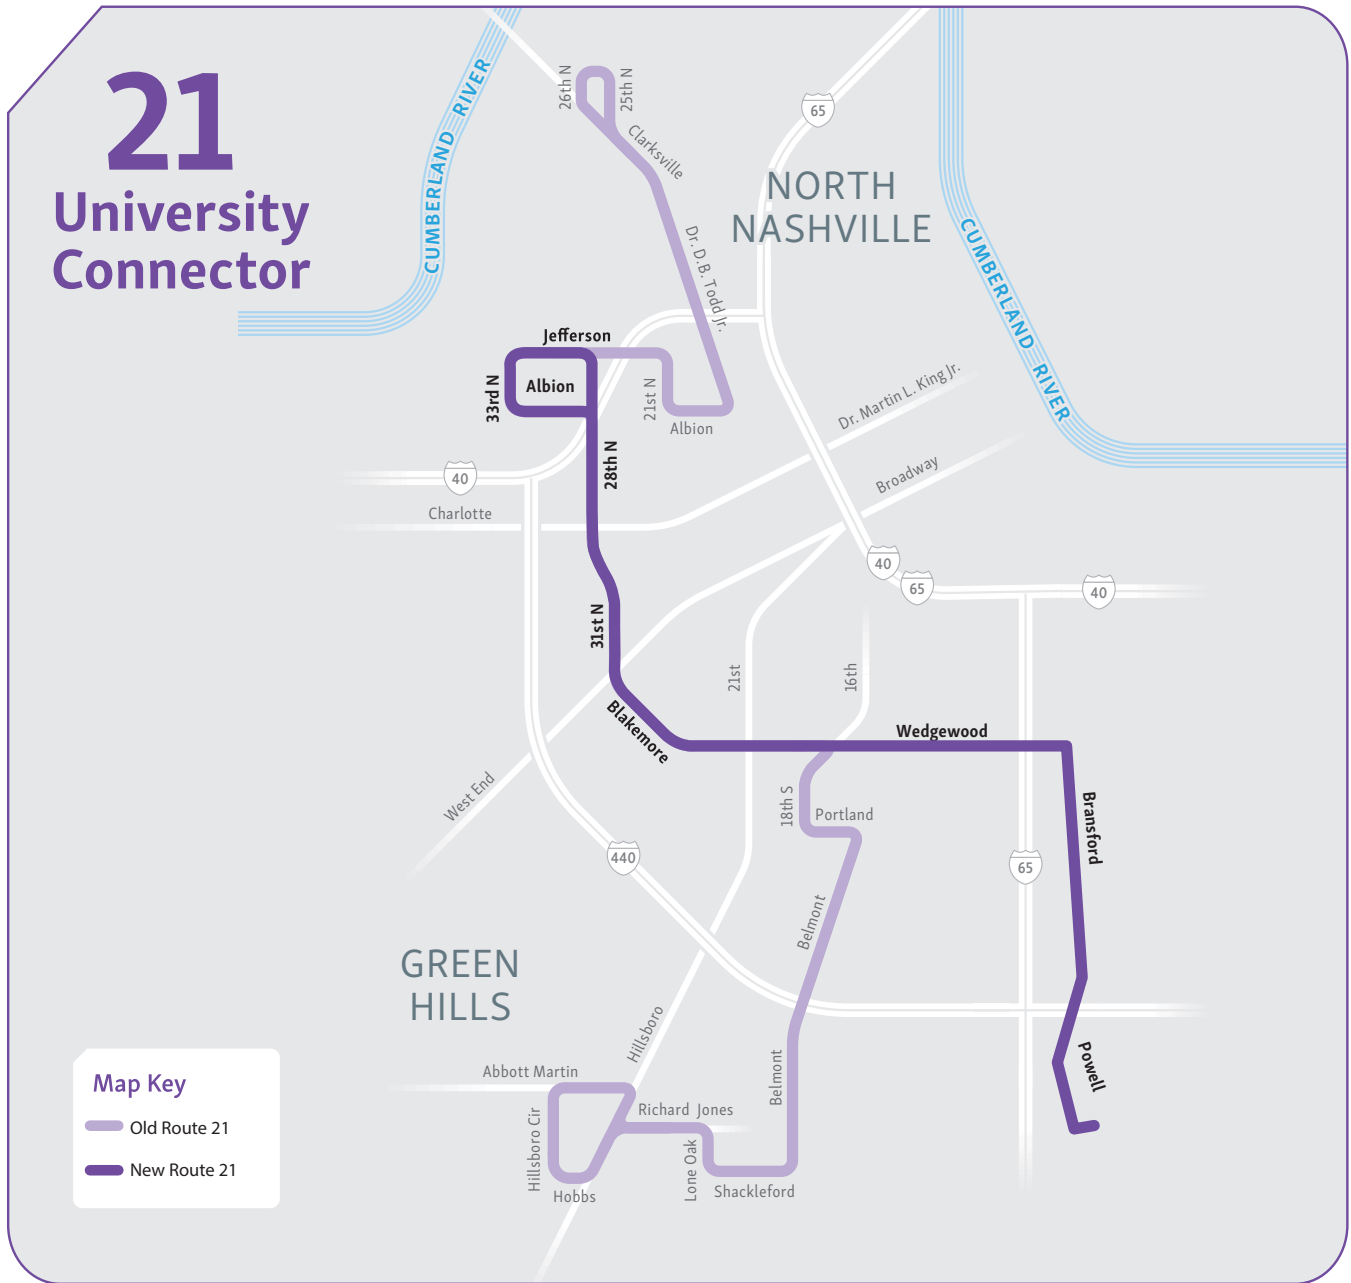 21
University
Connector
CUMBERLAND RIVER
26th N
25th N
Clarksville
65
NORTH
NASHVILLE
Dr. D.B. Todd Jr.
CUMBERLAND RIVER
Jefferson
33rd N
Albion
21st N
Albion
Dr. Martin L. King Jr.
Broadway
28th N
40
Charlotte
40
65
40
31st N
21st
16th
Blakemore
Wedgewood
West End
18th S
Portland
Bransford
440
65
Belmont
GREEN
HILLS
Hillsboro
Belmont
Powell
Abbott Martin
Richard Jones
Hillsboro Cir
Lone Oak
Shackleford
Hobbs
Map Key
Old Route 21
New Route 21